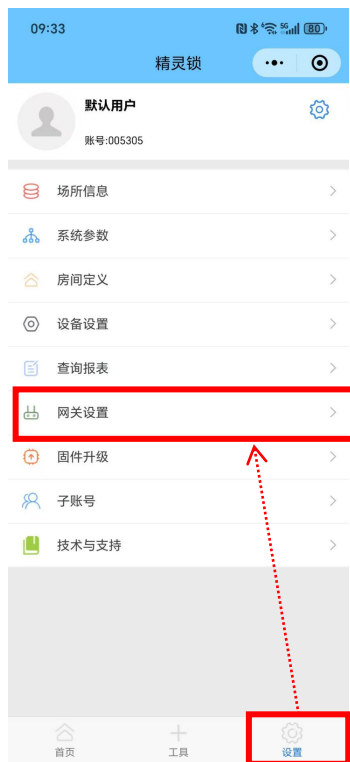 09:33 5G 80
精灵锁
默认用户
账号:005305
场所信息
系统参数
房间定义
设备设置
查询报表
网关设置
固件升级
子账号
技术与支持
首页 工具 设置